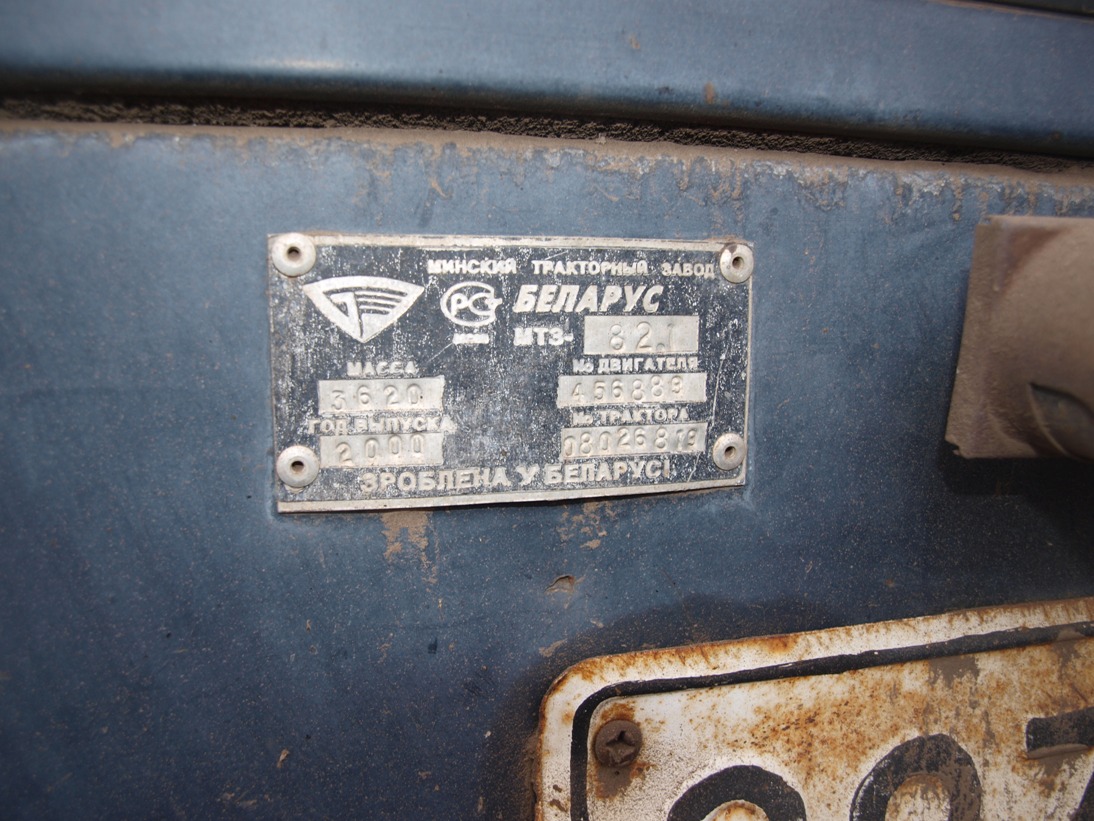 МИНСКИЙ ТРАКТОРНЫЙ ЗАВОД
БЕЛАРУС
МТЗ- 82.1
МАССА
3620
№ ДВИГАТЕЛЯ
456889
ГОД ВЫПУСКА
2000
№ ТРАКТОРА
08026819
ЗРОБЛЕНА У БЕЛАРУСІ